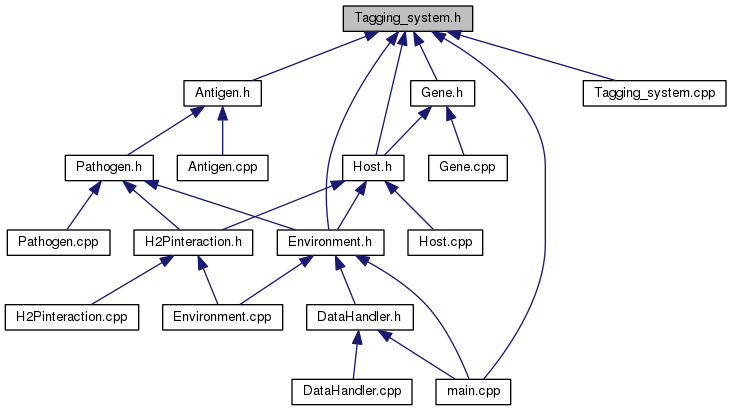 Tagging_system.h
Antigen.h
Gene.h
Tagging_system.cpp
Pathogen.h
Antigen.cpp
Host.h
Gene.cpp
Pathogen.cpp
H2Pinteraction.h
Environment.h
Host.cpp
H2Pinteraction.cpp
Environment.cpp
DataHandler.h
DataHandler.cpp
main.cpp